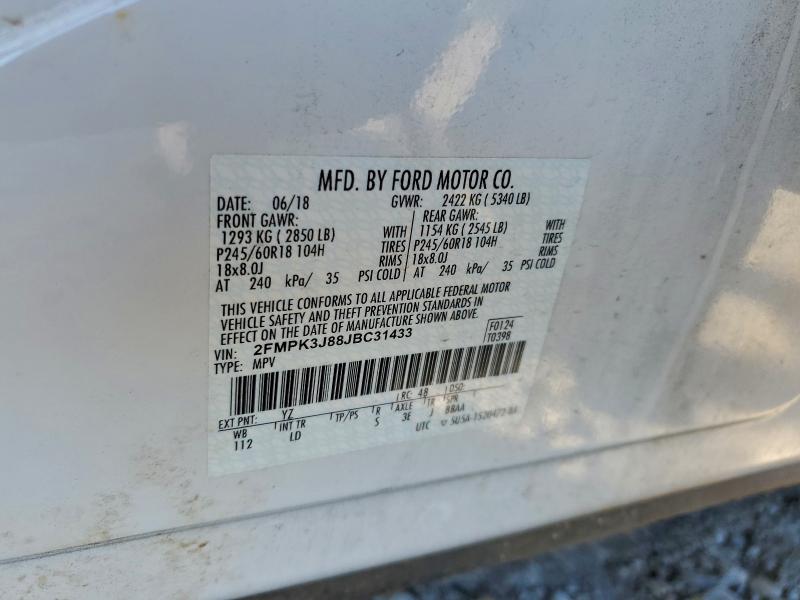 MFD. BY FORD MOTOR CO.
DATE: 06/18 GVWR: 2422 KG ( 5340 LB)
FRONT GAWR: REAR GAWR:
1293 KG ( 2850 LB) WITH 1154 KG ( 2545 LB) WITH
P245/60R18 104H TIRES P245/60R18 104H TIRES
18x8.0J RIMS 18x8.0J RIMS
AT 240 kPa/ 35 PSI COLD AT 240 kPa/ 35 PSI COLD
THIS VEHICLE CONFORMS TO ALL APPLICABLE FEDERAL MOTOR
VEHICLE SAFETY AND THEFT PREVENTION STANDARDS IN
EFFECT ON THE DATE OF MANUFACTURE SHOWN ABOVE.
VIN: 2FMPK3J88JBC31433 F0124
TYPE: MPV T0398
EXT PNT: YZ RC: 48 DSO:
WB INT TR TP/PS R AXLE TR SPR
112 LD S 3E J BBAA
UTC